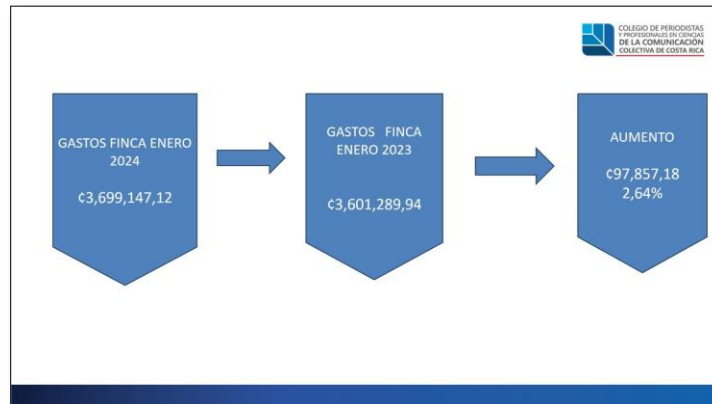 COLEGIO DE PERIODISTAS
Y PROFESIONALES EN CIENCIAS
DE LA COMUNICACIÓN
COLECTIVA DE COSTA RICA
GASTOS FINCA ENERO
2024
¢3,699,147,12
GASTOS FINCA
ENERO 2023
¢3,601,289,94
AUMENTO
¢97,857,18
2,64%